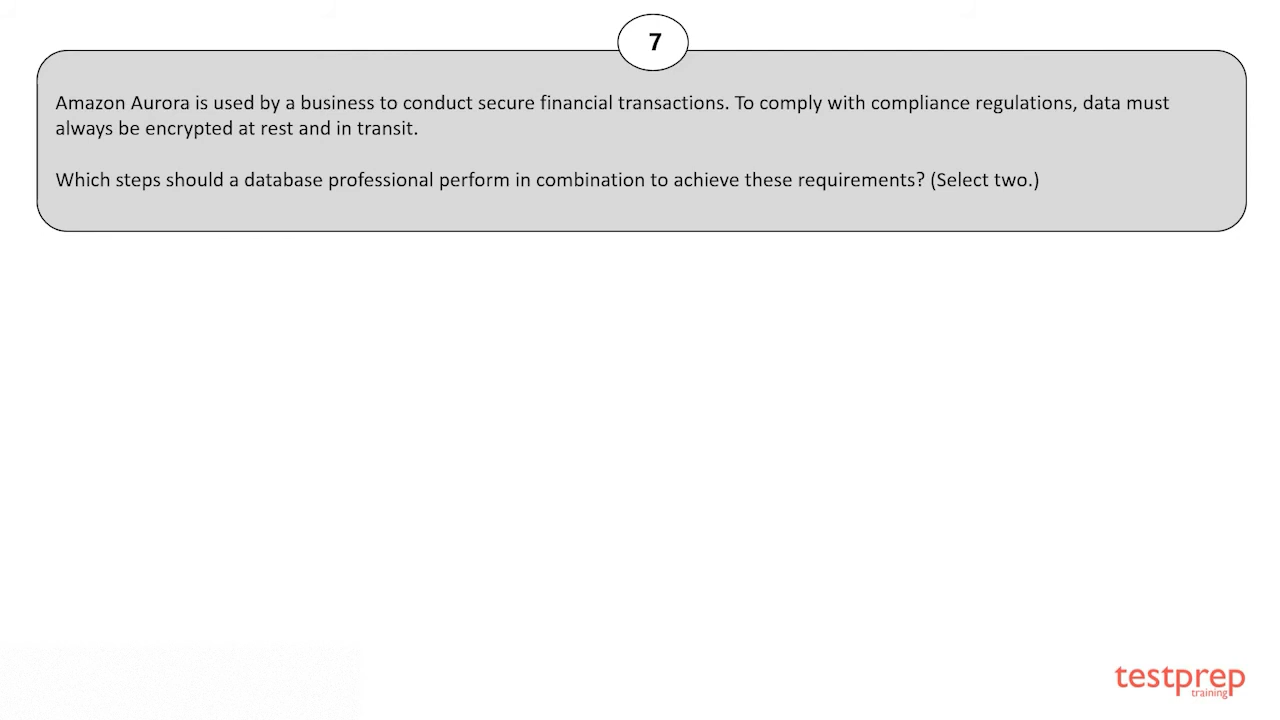 7
Amazon Aurora is used by a business to conduct secure financial transactions. To comply with compliance regulations, data must
always be encrypted at rest and in transit.
Which steps should a database professional perform in combination to achieve these requirements? (Select two.)
testprep
training